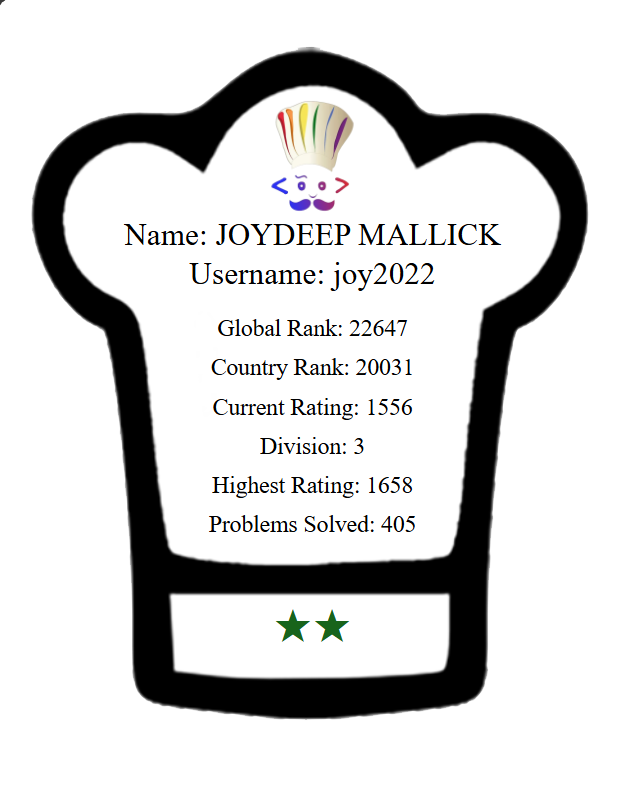 Name: JOYDEEP MALLICK
Username: joy2022
Global Rank: 22647
Country Rank: 20031
Current Rating: 1556
Division: 3
Highest Rating: 1658
Problems Solved: 405
★★